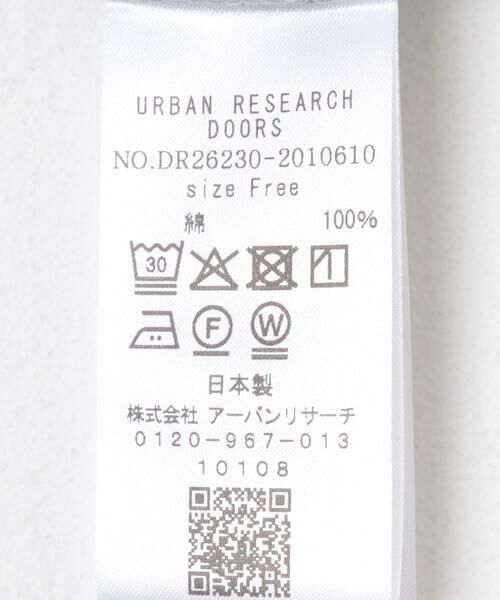 URBAN RESEARCH
DOORS
NO.DR26230-2010610
size Free
綿 100%
30
F W
日本製
株式会社 アーバンリサーチ
0120-967-013
10108